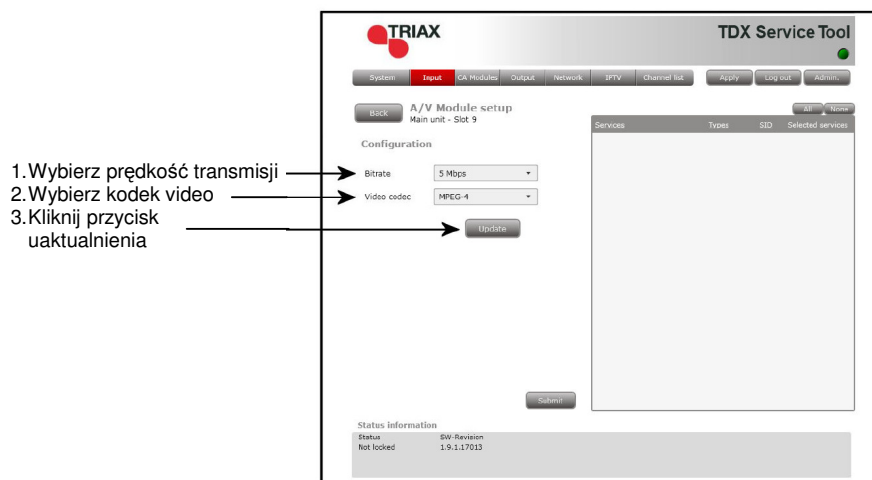 TRIAX
TDX Service Tool
System Input CA Modules Output Network IPTV Channel list Apply Log out Admin.
Back A/V Module setup All None
Main unit - Slot 9
Services Types SID Selected services
Configuration
1.Wybierz prędkość transmisji Bitrate 5 Mbps
2.Wybierz kodek video Video codec MPEG-4
3.Kliknij przycisk
uaktualnienia Update
Submit
Status information
Status SW-Revision
Not locked 1.9.1.17013